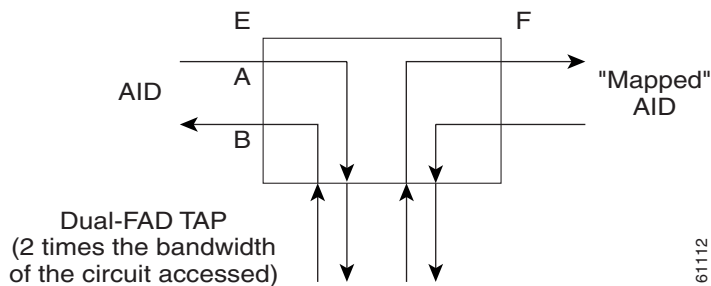 E
F
A
AID
"Mapped"
AID
B
Dual-FAD TAP
(2 times the bandwidth
of the circuit accessed)
61112